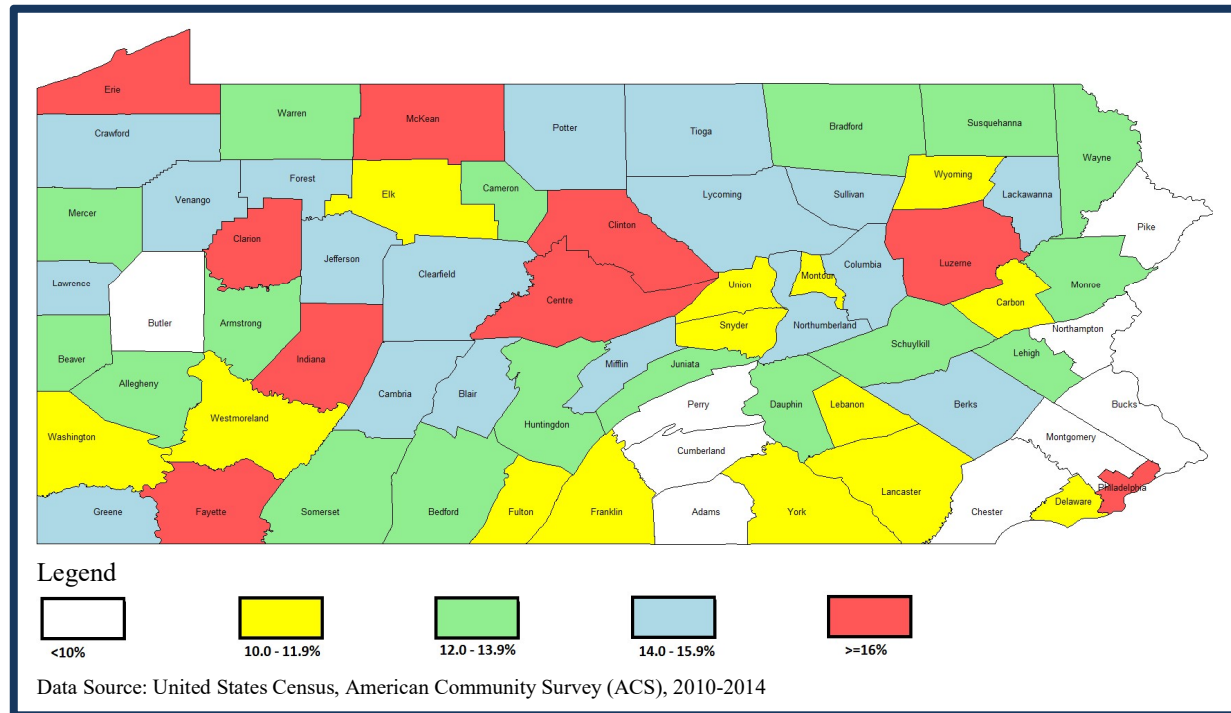 Erie
Warren
McKean
Potter
Tioga
Bradford
Susquehanna
Crawford
Wayne
Forest
Elk
Cameron
Wyoming
Venango
Lycoming
Sullivan
Lackawanna
Mercer
Clarion
Clinton
Pike
Jefferson
Clearfield
Columbia
Luzerne
Montour
Lawrence
Union
Monroe
Centre
Carbon
Butler
Armstrong
Snyder
Northumberland
Northampton
Beaver
Indiana
Mifflin
Juniata
Schuylkill
Lehigh
Allegheny
Cambria
Blair
Perry
Dauphin
Lebanon
Berks
Bucks
Westmoreland
Huntingdon
Washington
Montgomery
Cumberland
Philadelphia
Lancaster
Delaware
Greene
Fayette
Somerset
Bedford
Fulton
Franklin
Adams
York
Chester
Legend
<10%
10.0 - 11.9%
12.0 - 13.9%
14.0 - 15.9%
>=16%
Data Source: United States Census, American Community Survey (ACS), 2010-2014